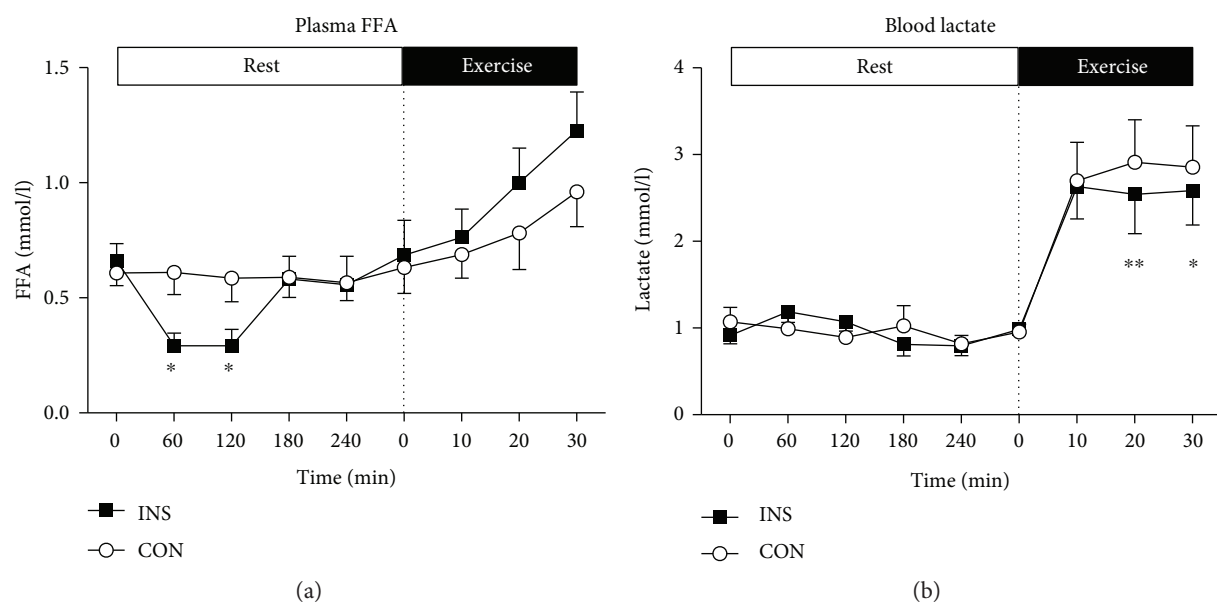 Plasma FFA
Rest Exercise
1.5
1.0
0.5
0.0
FFA (mmol/l)
* *
0 60 120 180 240 0 10 20 30
Time (min)
INS
CON
(a)
Blood lactate
Rest Exercise
4
3
2
1
0
Lactate (mmol/l)
** *
0 60 120 180 240 0 10 20 30
Time (min)
INS
CON
(b)